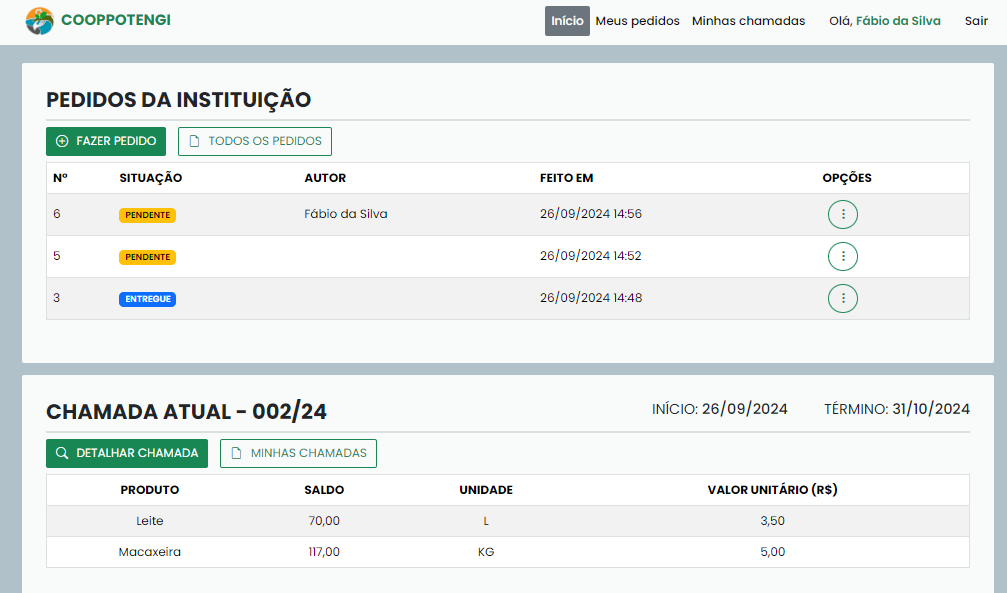 COOPPOTENGI Início Meus pedidos Minhas chamadas Olá, Fábio da Silva Sair
PEDIDOS DA INSTITUIÇÃO
FAZER PEDIDO TODOS OS PEDIDOS
Nº SITUAÇÃO AUTOR FEITO EM OPÇÕES
6 PENDENTE Fábio da Silva 26/09/2024 14:56
5 PENDENTE 26/09/2024 14:52
3 ENTREGUE 26/09/2024 14:48
CHAMADA ATUAL - 002/24 INÍCIO: 26/09/2024 TÉRMINO: 31/10/2024
DETALHAR CHAMADA MINHAS CHAMADAS
PRODUTO SALDO UNIDADE VALOR UNITÁRIO (R$)
Leite 70,00 L 3,50
Macaxeira 117,00 KG 5,00